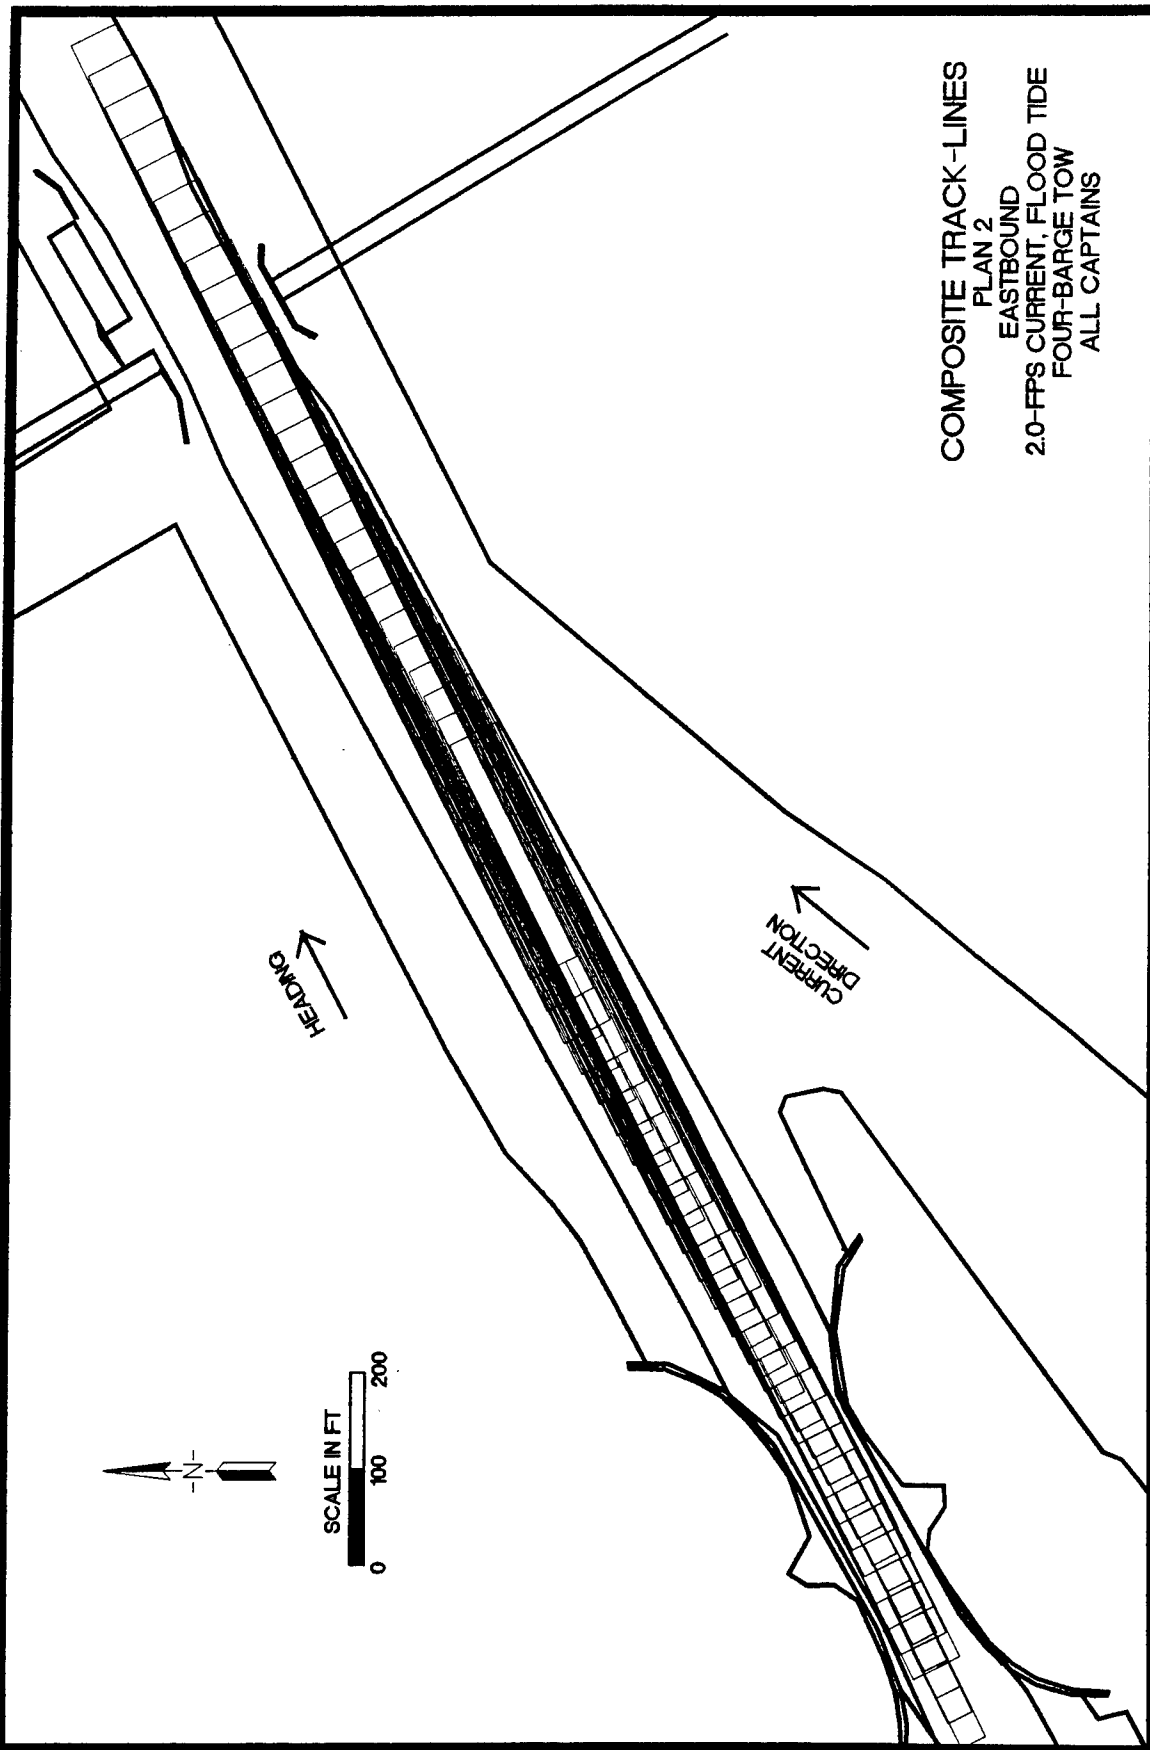 COMPOSITE TRACK-LINES
PLAN 2
EASTBOUND
2.0-FPS CURRENT, FLOOD TIDE
FOUR-BARGE TOW
ALL CAPTAINS
HEADING
CURRENT
DIRECTION
-N-
SCALE IN FT
0 100 200